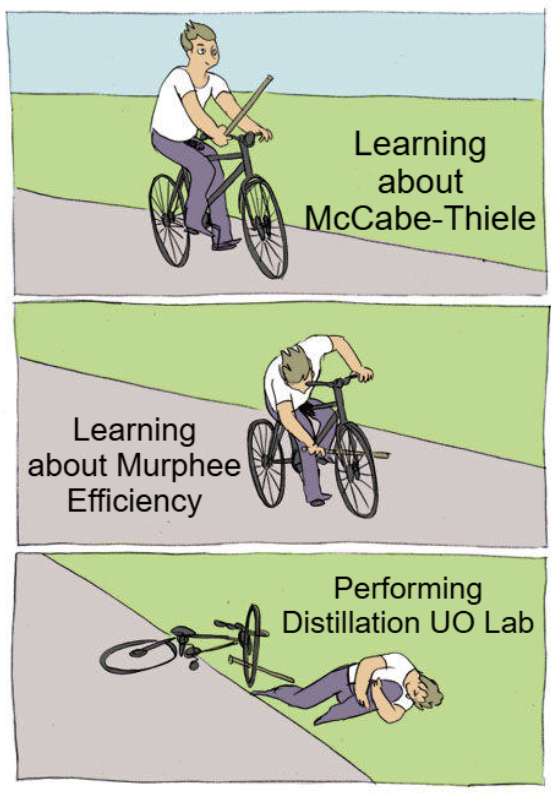 Learning
about
McCabe-Thiele
Learning
about Murphee
Efficiency
Performing
Distillation UO Lab